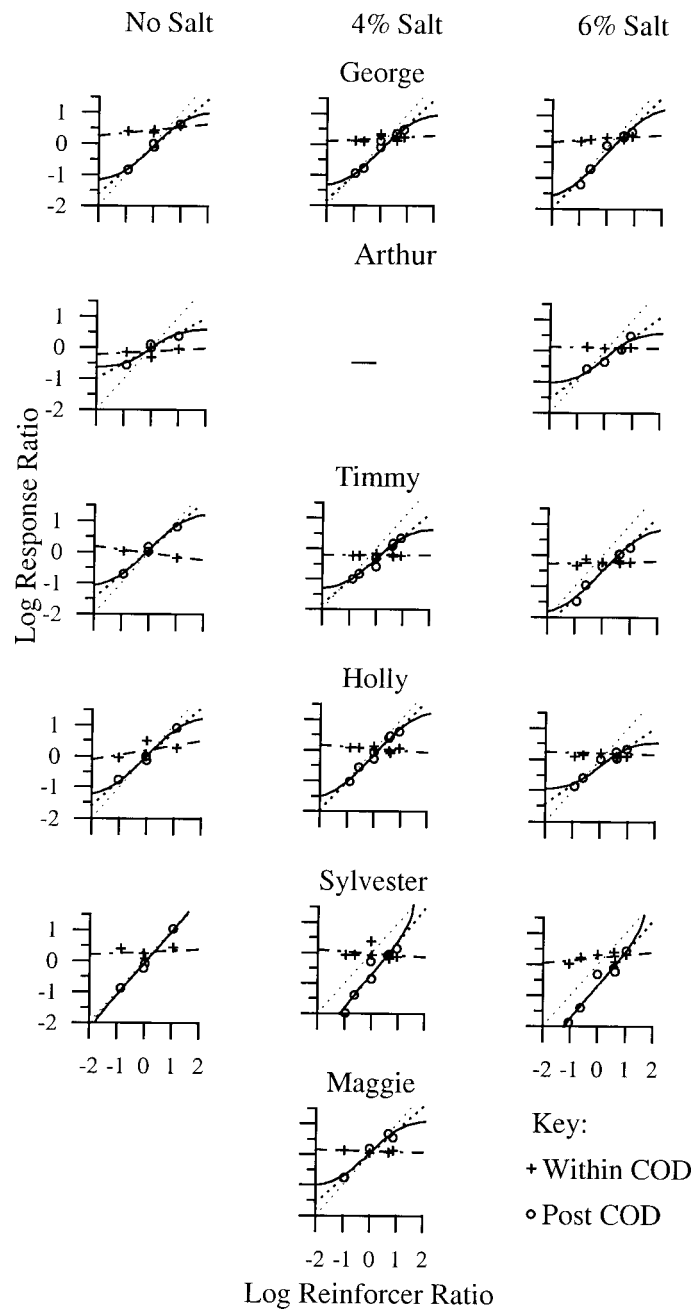 No Salt 4% Salt 6% Salt
George
1
0
-1
-2
Arthur
1
0
-1
-2
Timmy
1
0
-1
-2
Holly
1
0
-1
-2
Sylvester
1
0
-1
-2
-2 -1 0 1 2
-2 -1 0 1 2
Maggie
-2 -1 0 1 2
Key:
+ Within COD
o Post COD
Log Response Ratio
Log Reinforcer Ratio